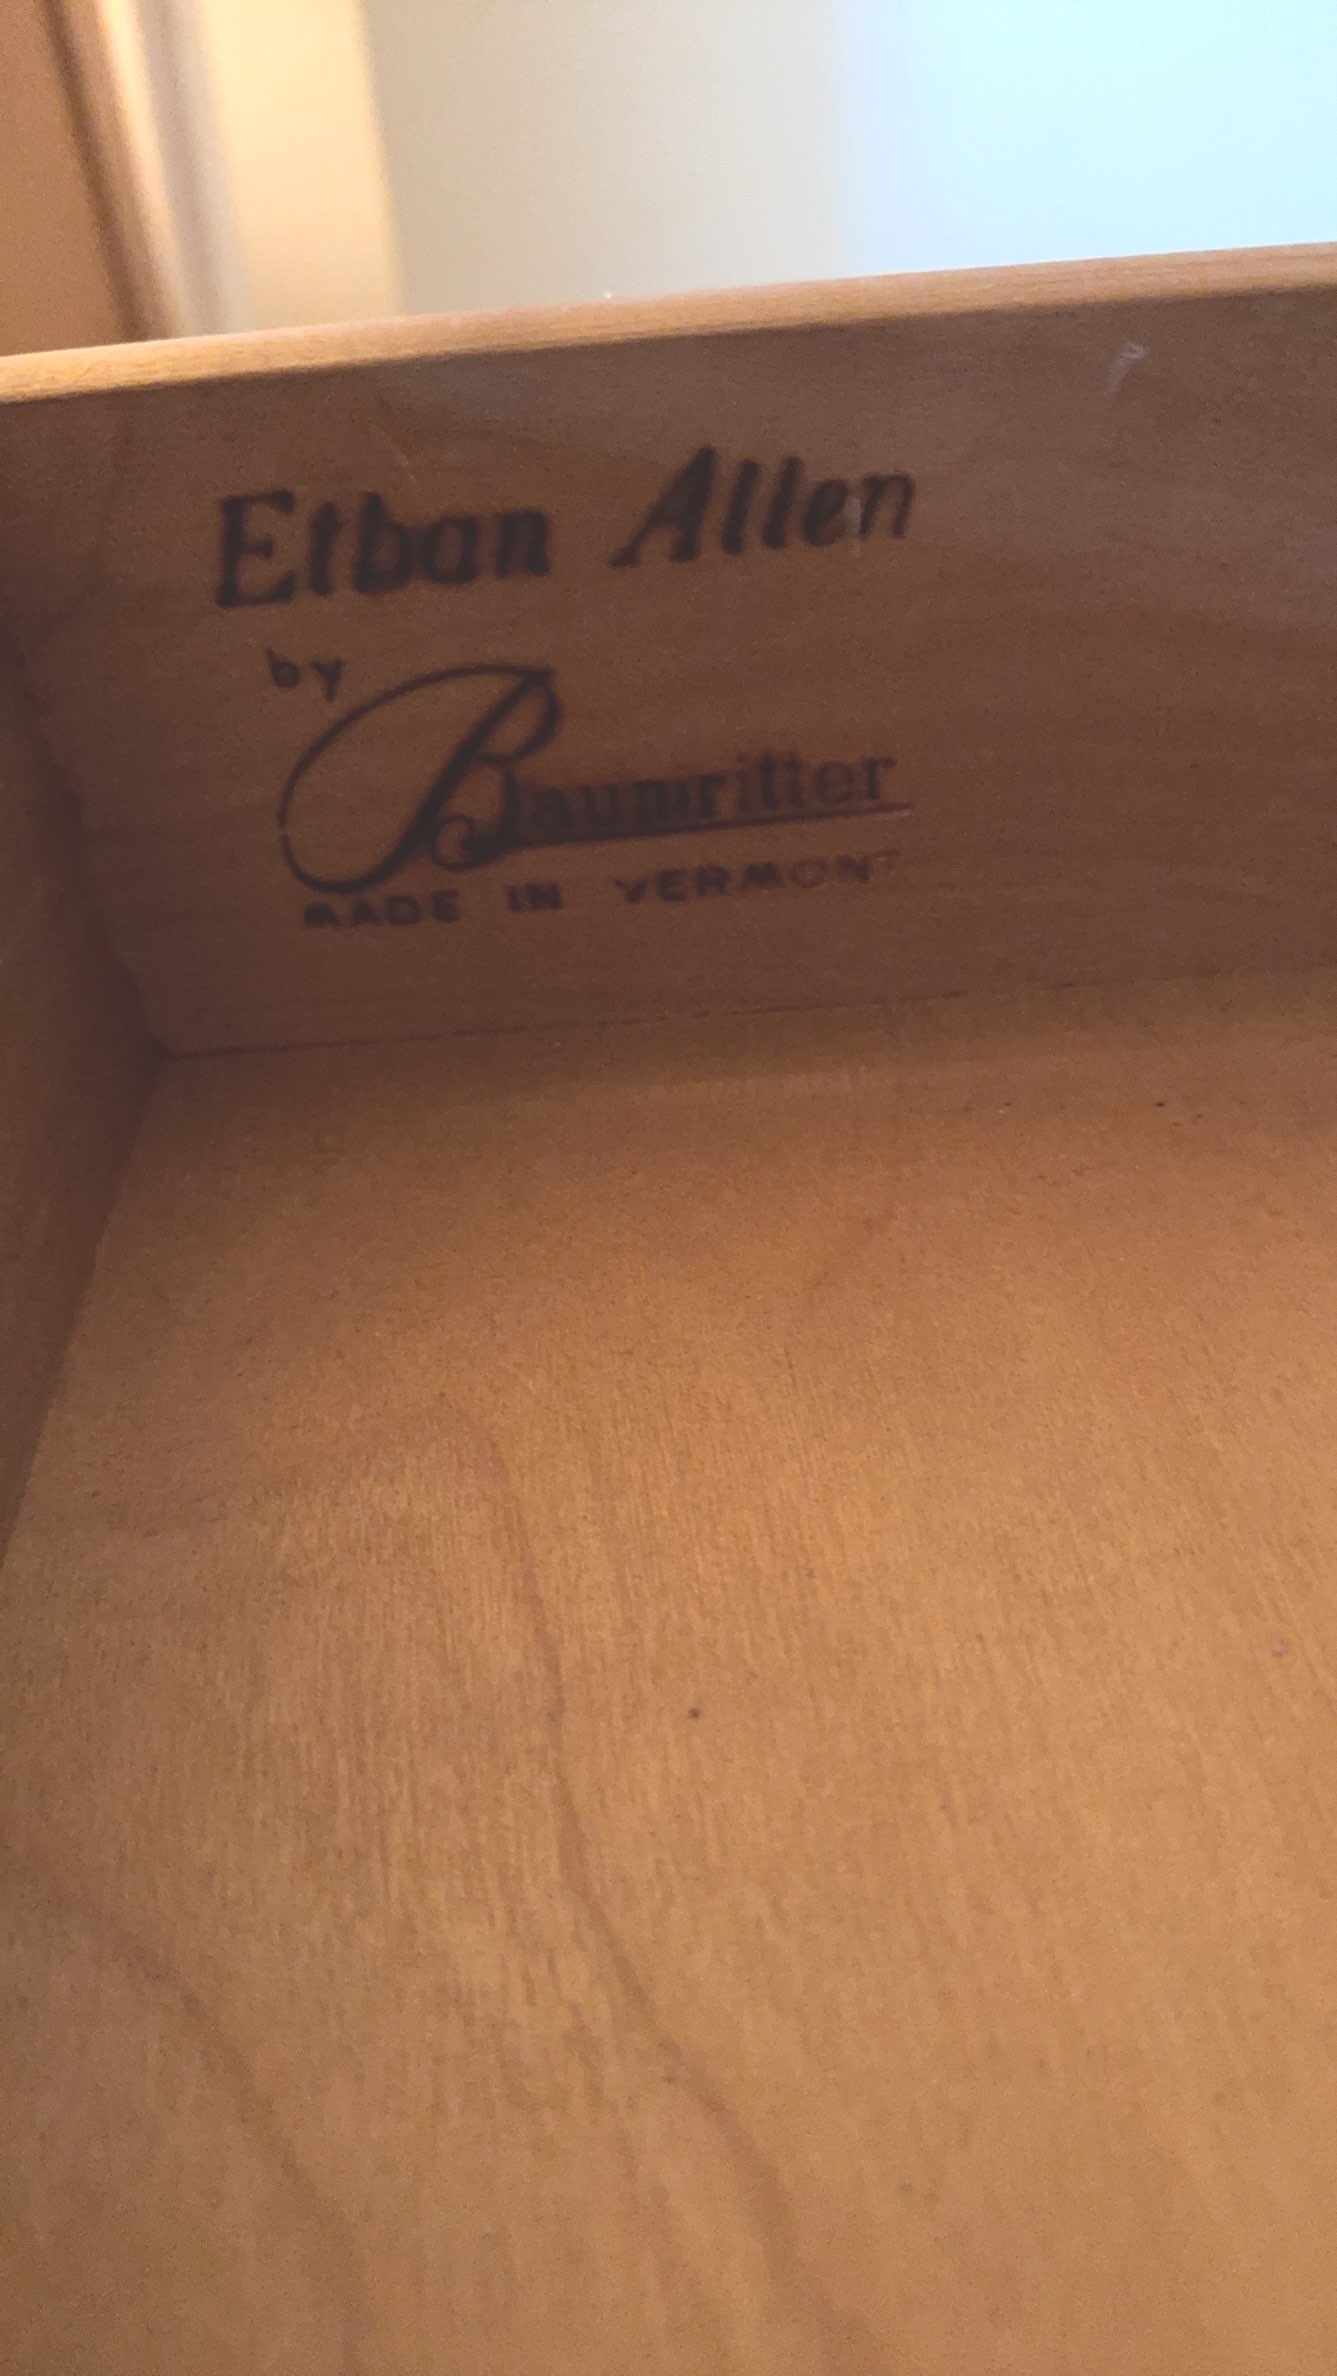 Ethan Allen
by
Baumritter
MADE IN VERMONT